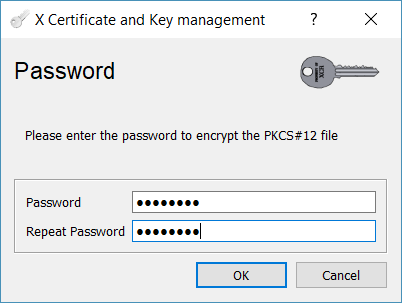 X Certificate and Key management
Password
Please enter the password to encrypt the PKCS#12 file
Password ●●●●●●●●
Repeat Password ●●●●●●●●
OK Cancel